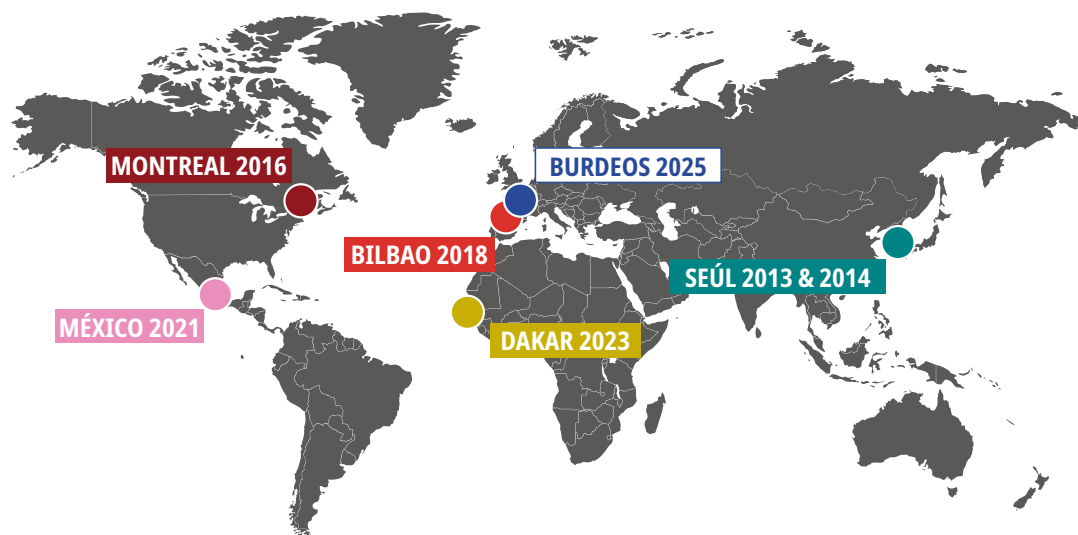 MONTREAL 2016
BURDEOS 2025
BILBAO 2018
SEÚL 2013 & 2014
MÉXICO 2021
DAKAR 2023